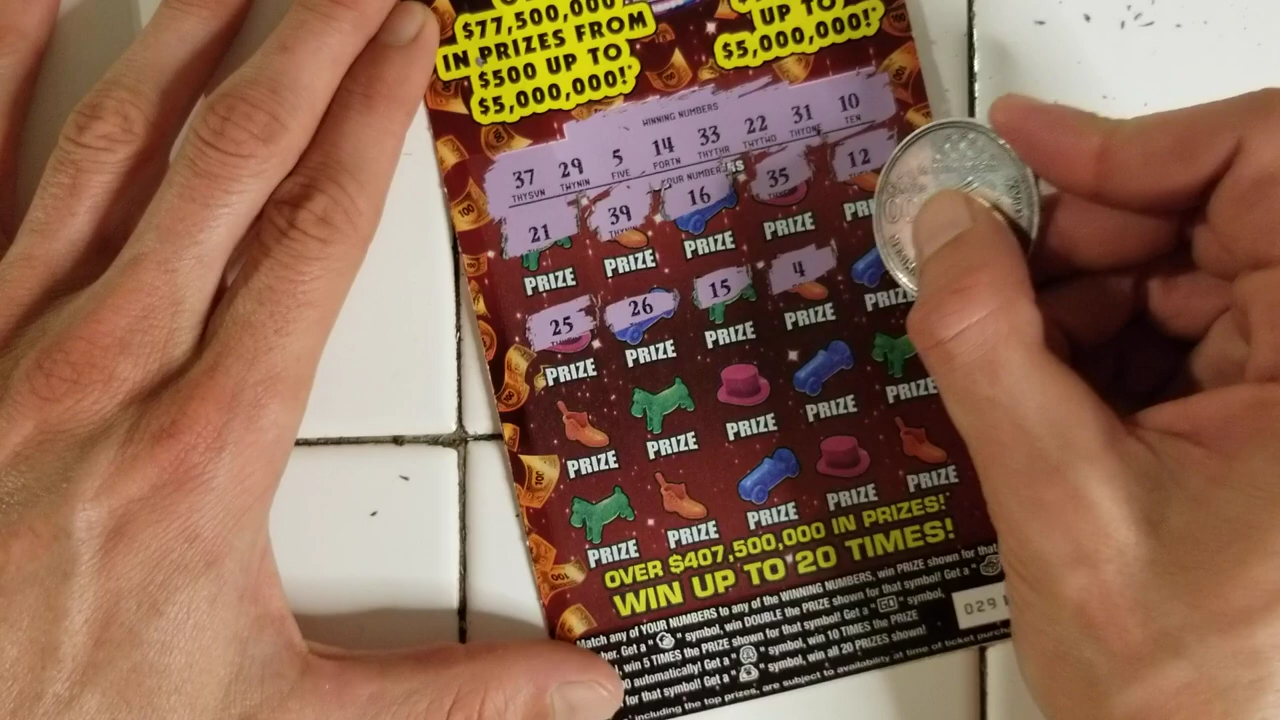 $77,500,000
IN PRIZES FROM
$500 UP TO
$5,000,000!*
UP TO
$5,000,000!*
WINNING NUMBERS
37 29 5 14 33 22 31 10
THYSVN TWYNIN FIVE FORTN THYTHR TWYTWO THYONE TEN
YOUR NUMBERS
21 39 16 35 12
PRIZE PRIZE PRIZE PRIZE
25 26 15 4
PRIZE PRIZE PRIZE PRIZE PRIZE
PRIZE PRIZE PRIZE PRIZE PRIZE
PRIZE PRIZE PRIZE PRIZE PRIZE
OVER $407,500,000 IN PRIZES!*
WIN UP TO 20 TIMES!
Match any of YOUR NUMBERS to any of the WINNING NUMBERS, win PRIZE shown for that
Get a " " symbol, win DOUBLE the PRIZE shown for that symbol! Get a " "
, win 5 TIMES the PRIZE shown for that symbol! Get a "GO" symbol,
automatically! Get a " " symbol, win 10 TIMES the PRIZE
for that symbol! Get a " " symbol, win all 20 PRIZES shown!
including the top prizes, are subject to availability at time of ticket
029